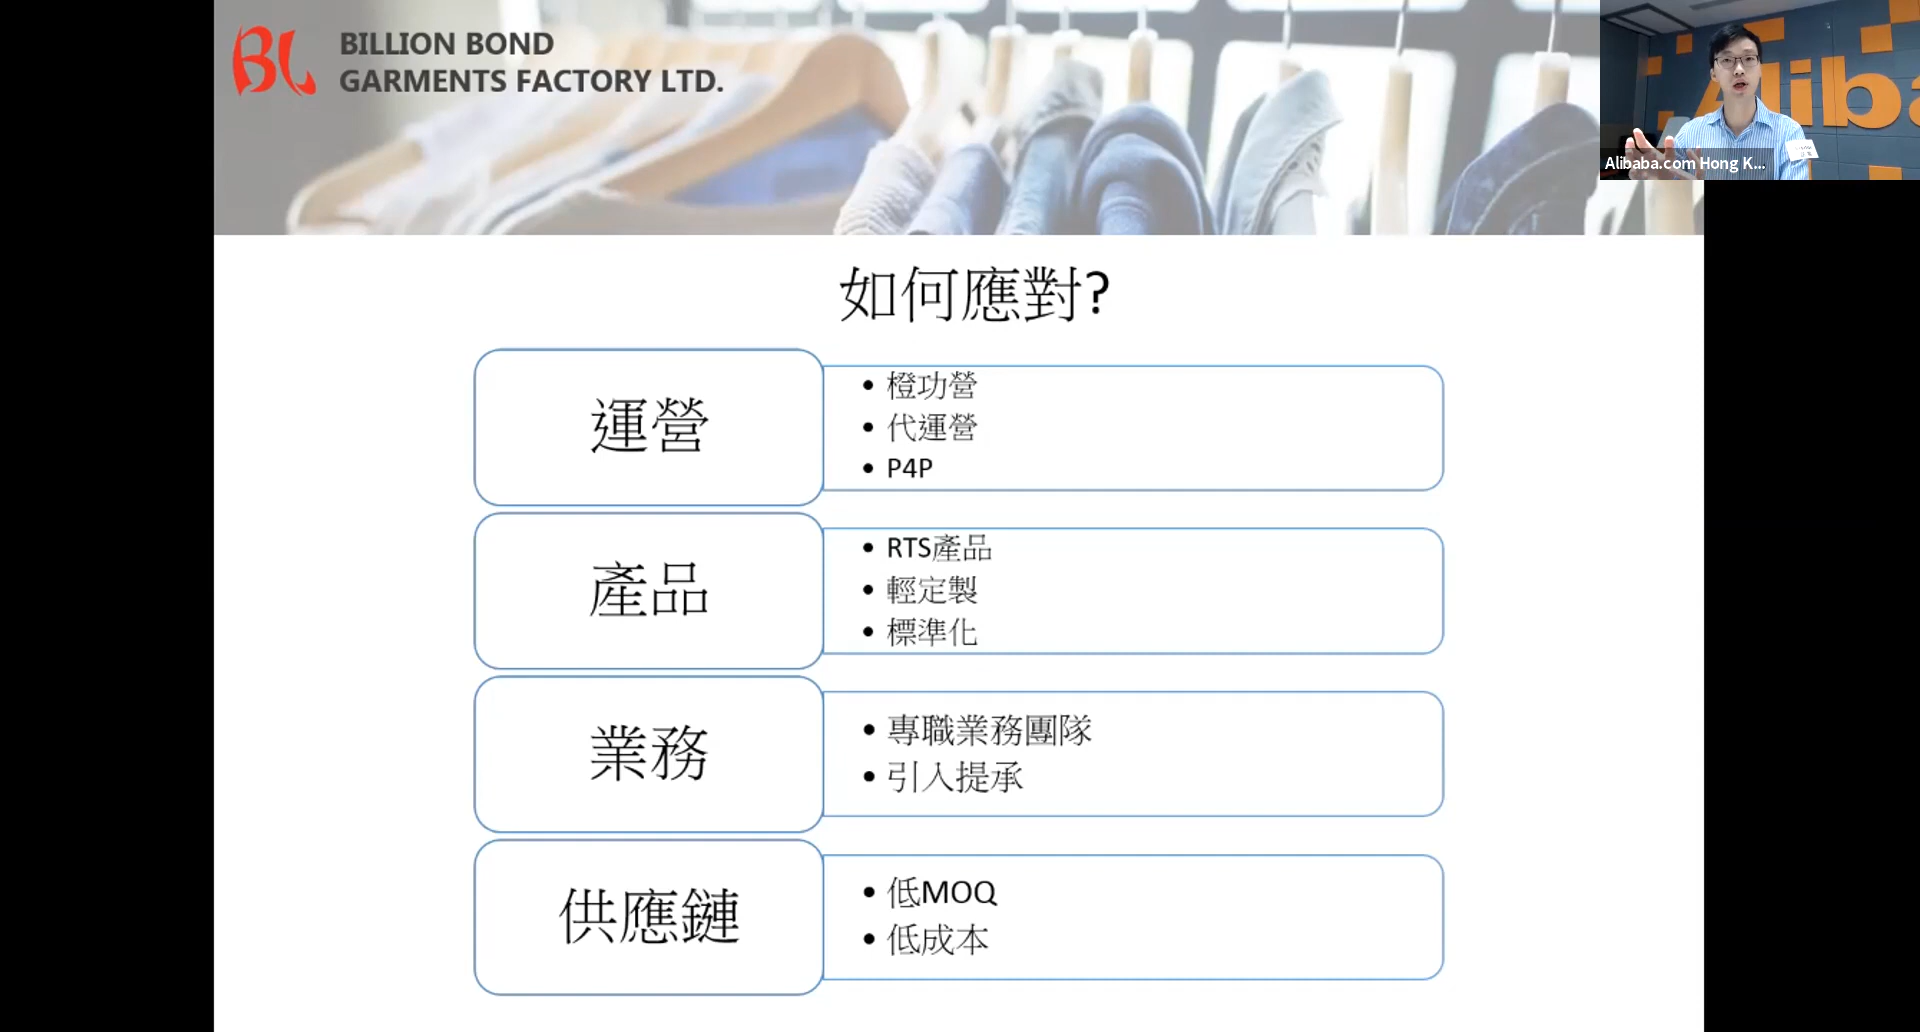 BILLION BOND
GARMENTS FACTORY LTD.
Aliba
Alibaba.com Hong K...
如何應對?
運營
• 橙功營
• 代運營
• P4P
產品
• RTS產品
• 輕定製
• 標準化
業務
• 專職業務團隊
• 引入提承
供應鏈
• 低MOQ
• 低成本